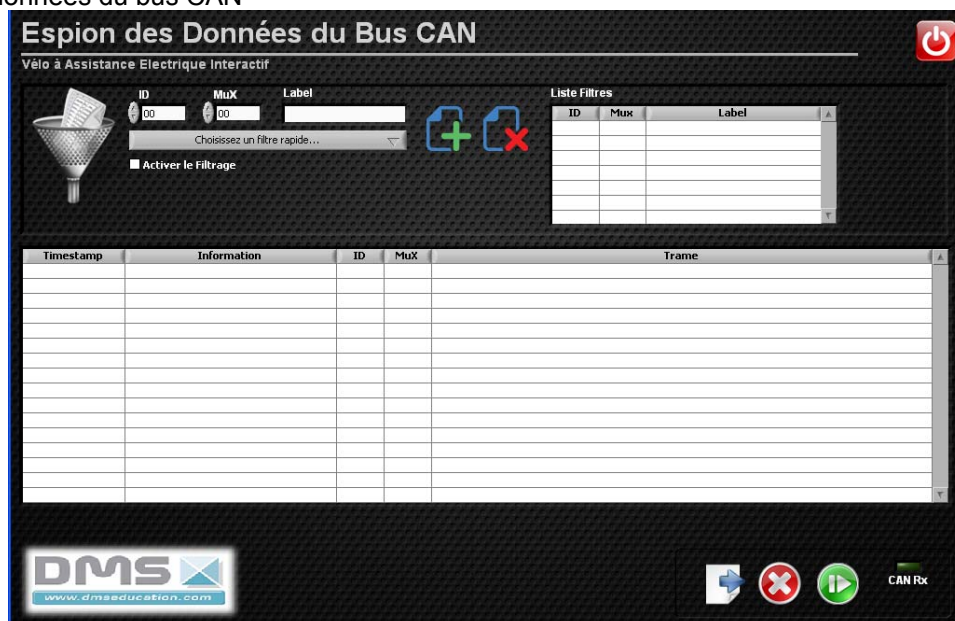 données du bus CAN
Espion des Données du Bus CAN
Vélo à Assistance Electrique Interactif
ID MuX Label
00 00
Choisissez un filtre rapide...
Activer le Filtrage
Liste Filtres
ID Mux Label
Timestamp Information ID MuX Trame
DMS
www.dmseducation.com
CAN Rx